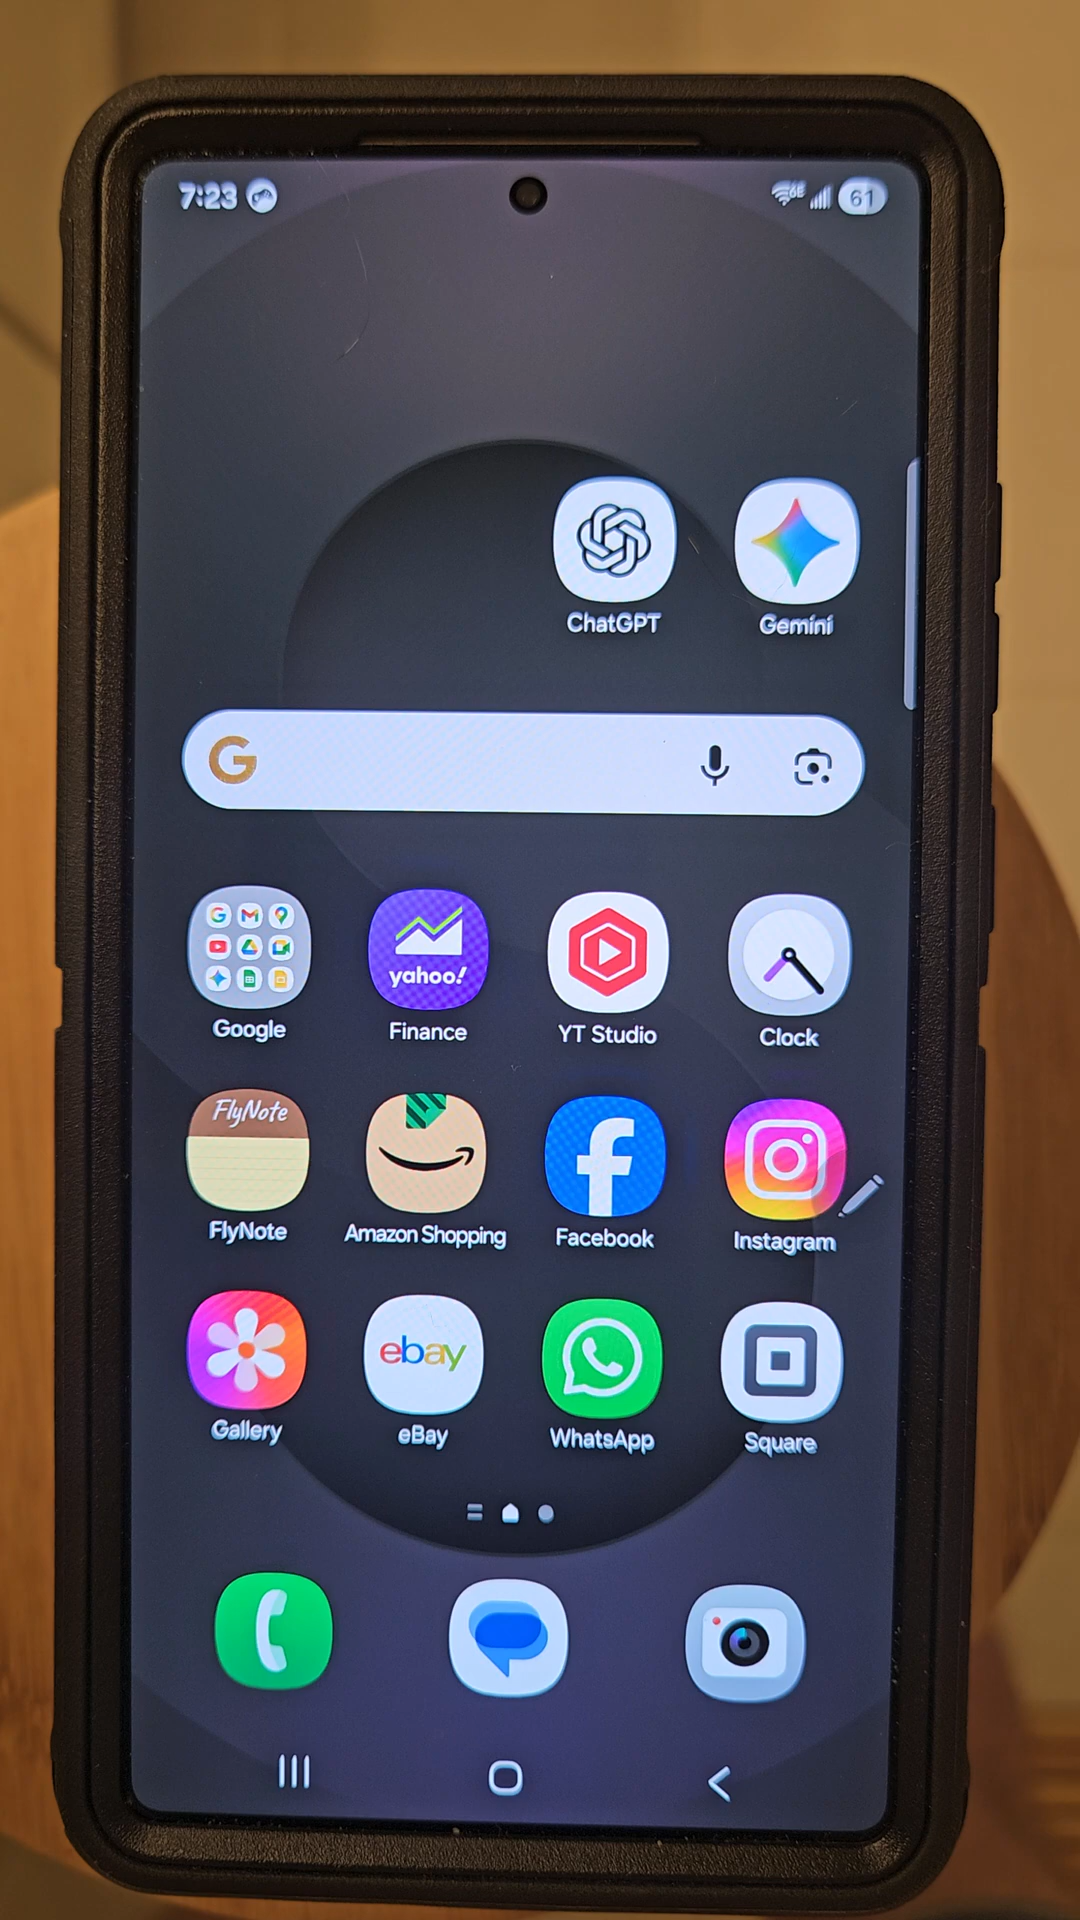 7:23
6E
61
ChatGPT
Gemini
G
yahoo!
Google
Finance
YT Studio
Clock
FlyNote
FlyNote
Amazon Shopping
Facebook
Instagram
ebay
Gallery
eBay
WhatsApp
Square